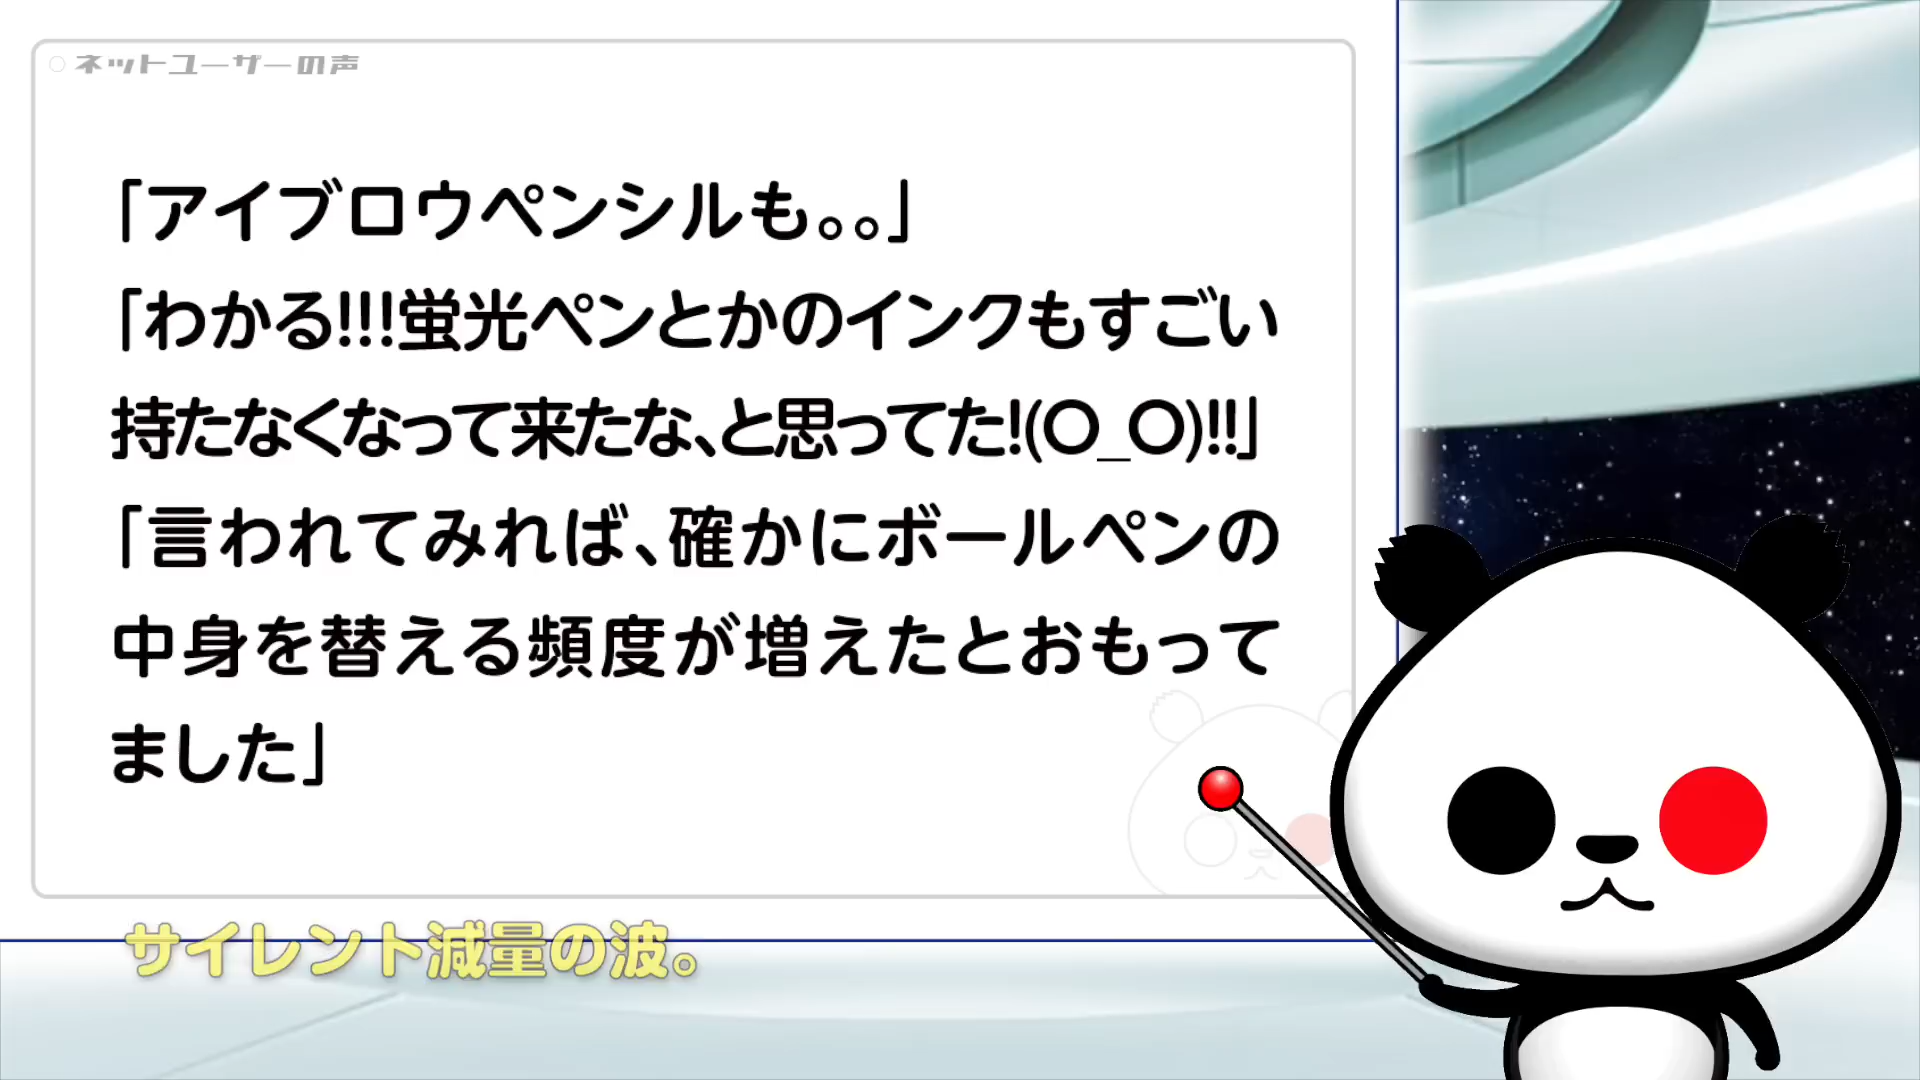 ネットユーザーの声
「アイブロウペンシルも。。」
「わかる!!!蛍光ペンとかのインクもすごい
持たなくなって来たな、と思ってた!(〇_〇)!!」
「言われてみれば、確かにボールペンの
中身を替える頻度が増えたとおもって
ました」
サイレント減量の波。